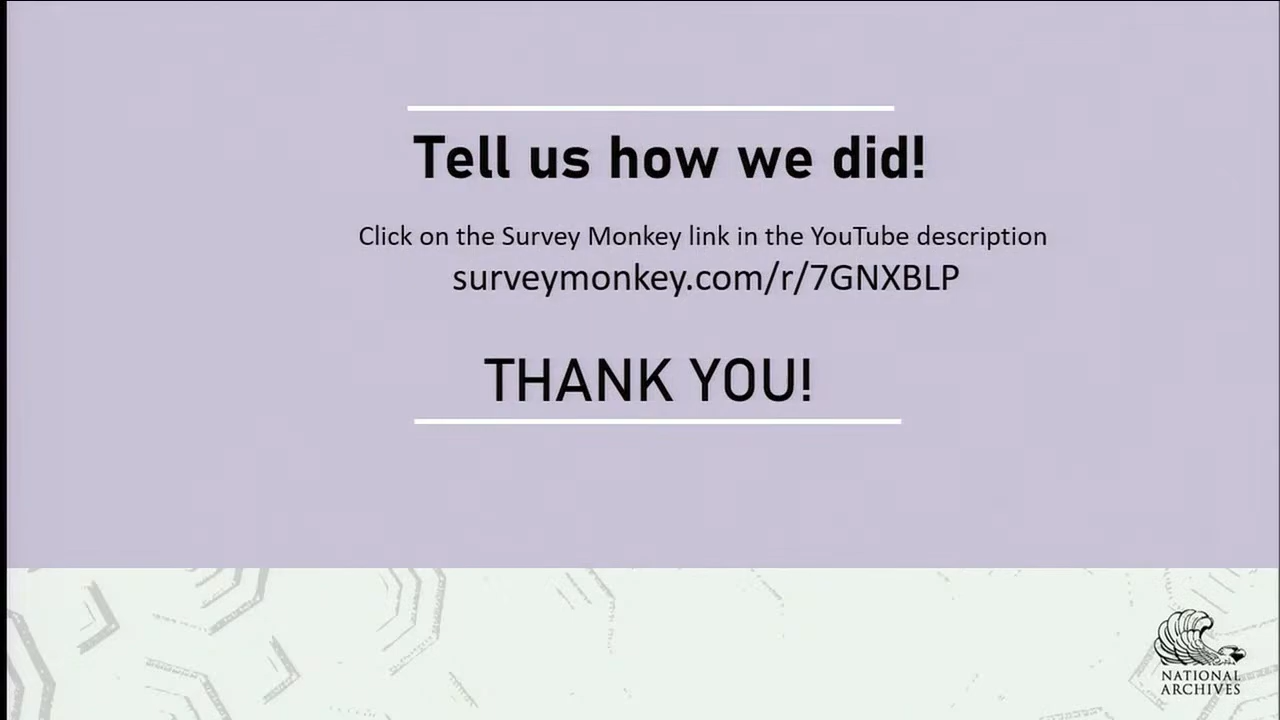 Tell us how we did!
Click on the Survey Monkey link in the YouTube description
surveymonkey.com/r/7GNXBLP
THANK YOU!
NATIONAL
ARCHIVES